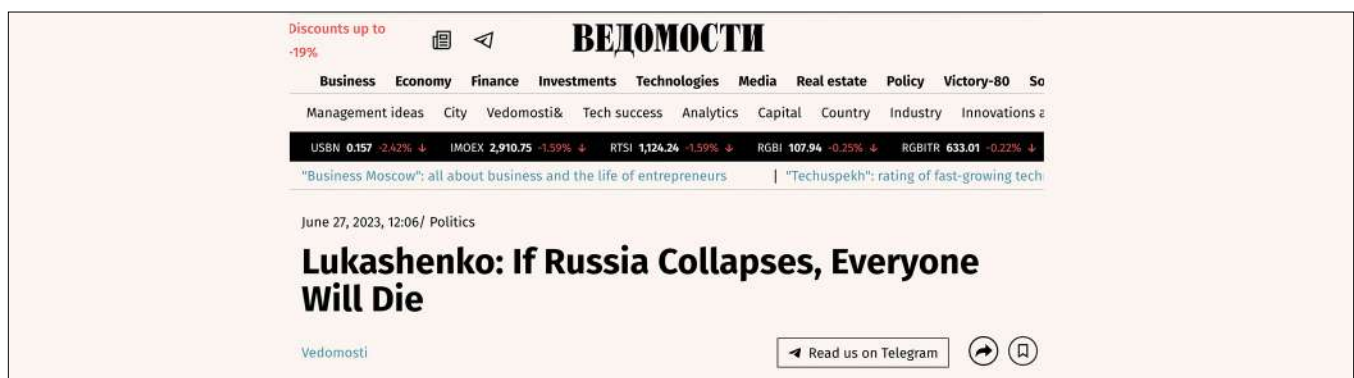 Discounts up to
-19%
ВЕДОМОСТИ
Business Economy Finance Investments Technologies Media Real estate Policy Victory-80 So
Management ideas City Vedomosti& Tech success Analytics Capital Country Industry Innovations a
USBN 0.157 -2.42% ↓ IMOEX 2,910.75 -1.59% ↓ RTSI 1,124.24 -1.59% ↓ RGBI 107.94 -0.25% ↓ RGBITR 633.01 -0.22% ↓
"Business Moscow": all about business and the life of entrepreneurs | "Techuspekh": rating of fast-growing tech
June 27, 2023, 12:06/ Politics
Lukashenko: If Russia Collapses, Everyone
Will Die
Vedomosti
Read us on Telegram